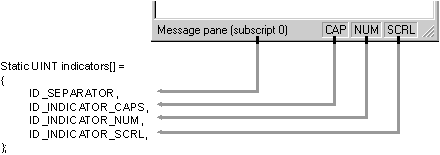 Message pane (subscript 0) CAP NUM SCRL
Static UINT indicators[] =
{
ID_SEPARATOR,
ID_INDICATOR_CAPS,
ID_INDICATOR_NUM,
ID_INDICATOR_SCRL,
};